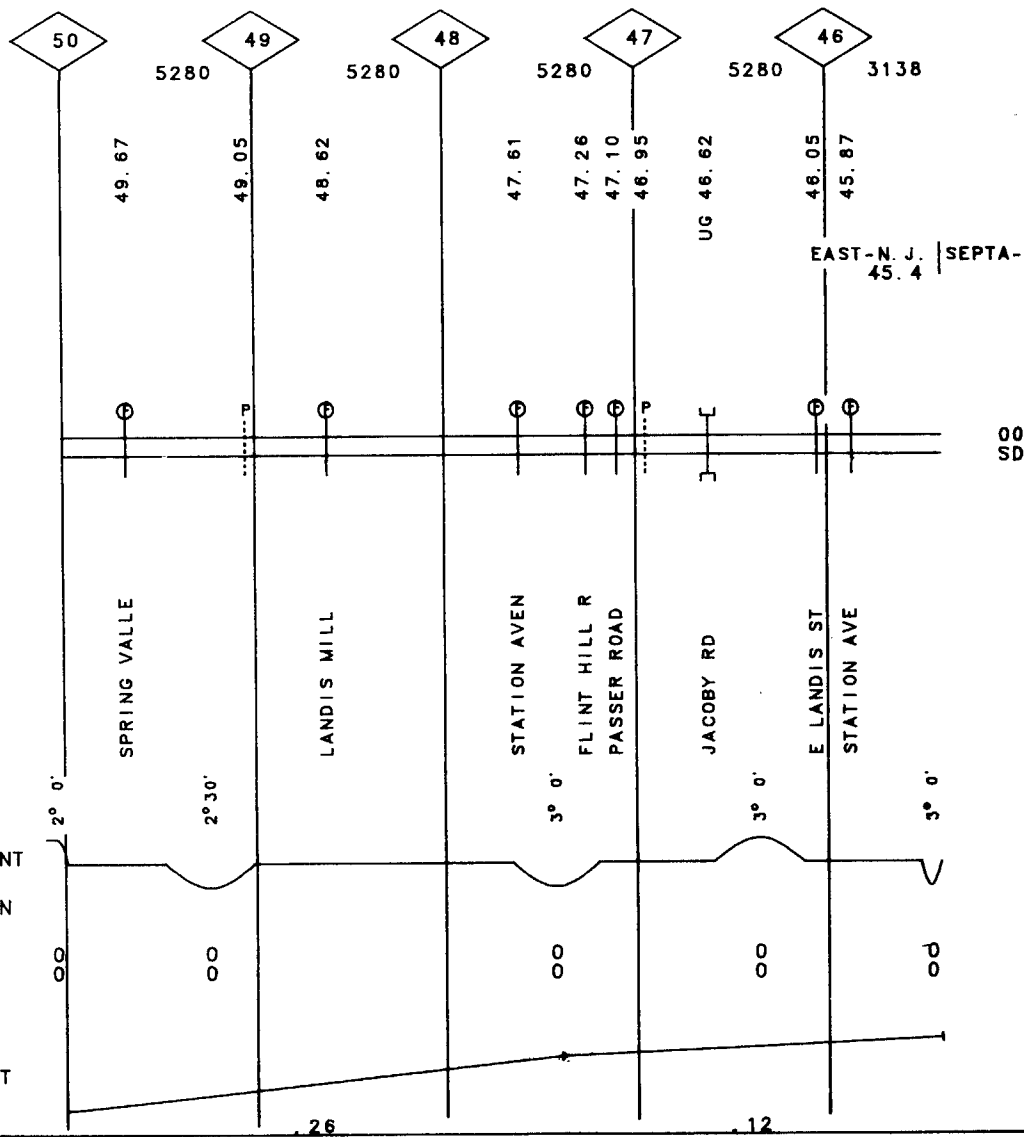 50 49 48 47 46
5280 5280 5280 5280 3138
49.67 49.05 48.62 47.61 47.26 47.10 46.95 UG 46.62 46.05 45.87
EAST-N.J. | SEPTA-
45.4
F P F F F F P F F
00
SD
SPRING VALLE LANDIS MILL STATION AVEN FLINT HILL R PASSER ROAD JACOBY RD E LANDIS ST STATION AVE
2° 0' 2°30' 3° 0' 3° 0' 3° 0'
NT
N
0 0 0 0 0
0 0 0 0 0
T
.26 .12